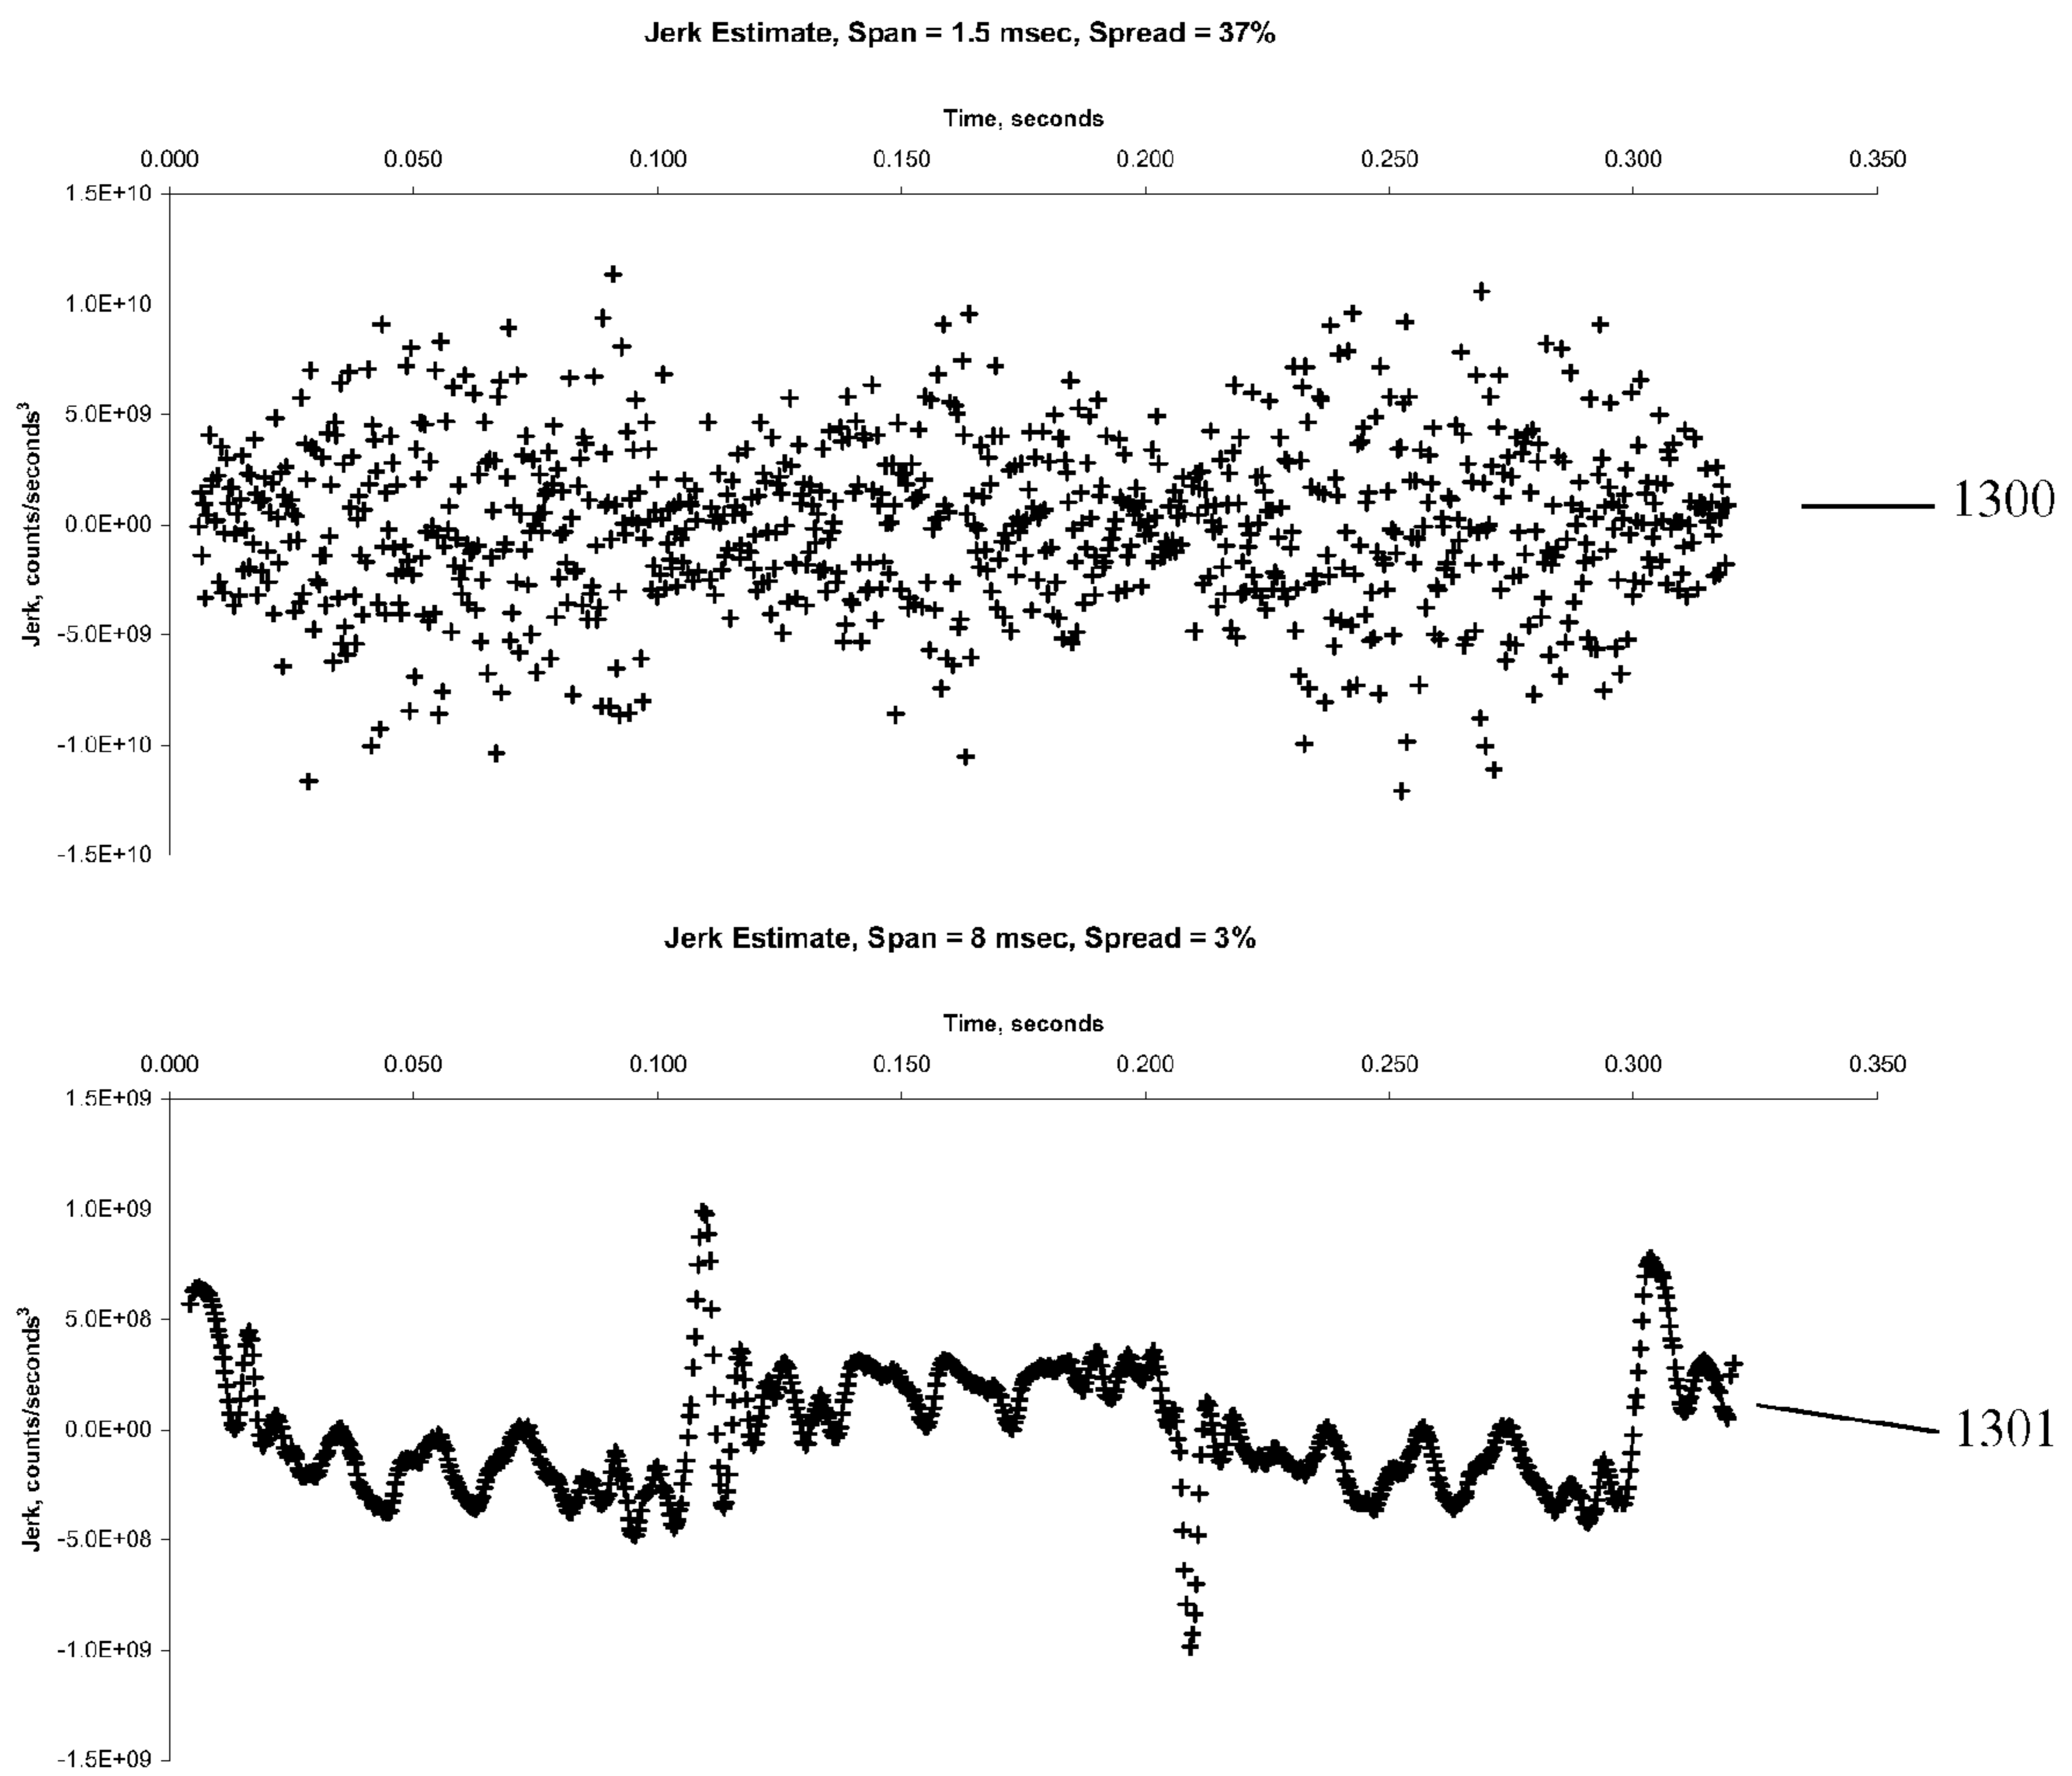 Jerk Estimate, Span = 1.5 msec, Spread = 37%
Time, seconds
0.000 0.050 0.100 0.150 0.200 0.250 0.300 0.350
1.5E+10
1.0E+10
5.0E+09
0.0E+00
-5.0E+09
-1.0E+10
-1.5E+10
Jerk, counts/seconds³
1300
Jerk Estimate, Span = 8 msec, Spread = 3%
Time, seconds
0.000 0.050 0.100 0.150 0.200 0.250 0.300 0.350
1.5E+09
1.0E+09
5.0E+08
0.0E+00
-5.0E+08
-1.0E+09
-1.5E+09
Jerk, counts/seconds³
1301